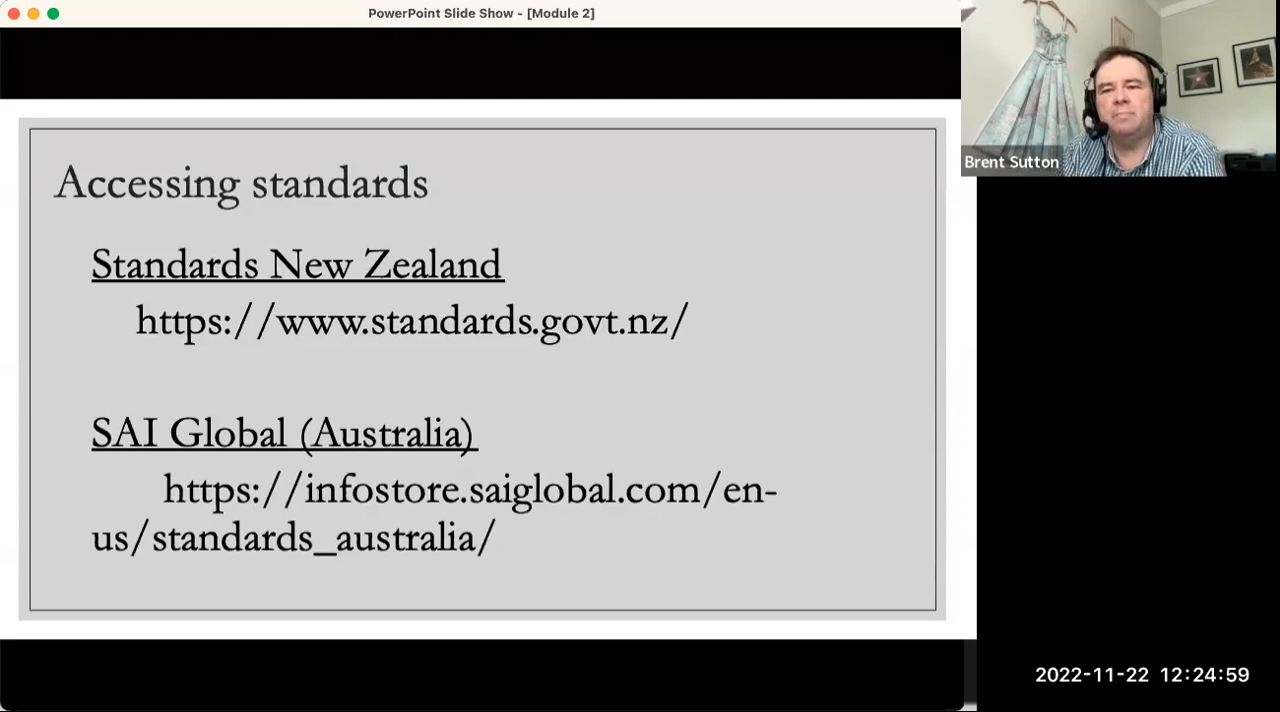 PowerPoint Slide Show - [Module 2]
Accessing standards
Standards New Zealand
https://www.standards.govt.nz/
SAI Global (Australia)
https://infostore.saiglobal.com/en-
us/standards_australia/
Brent Sutton
2022-11-22 12:24:59